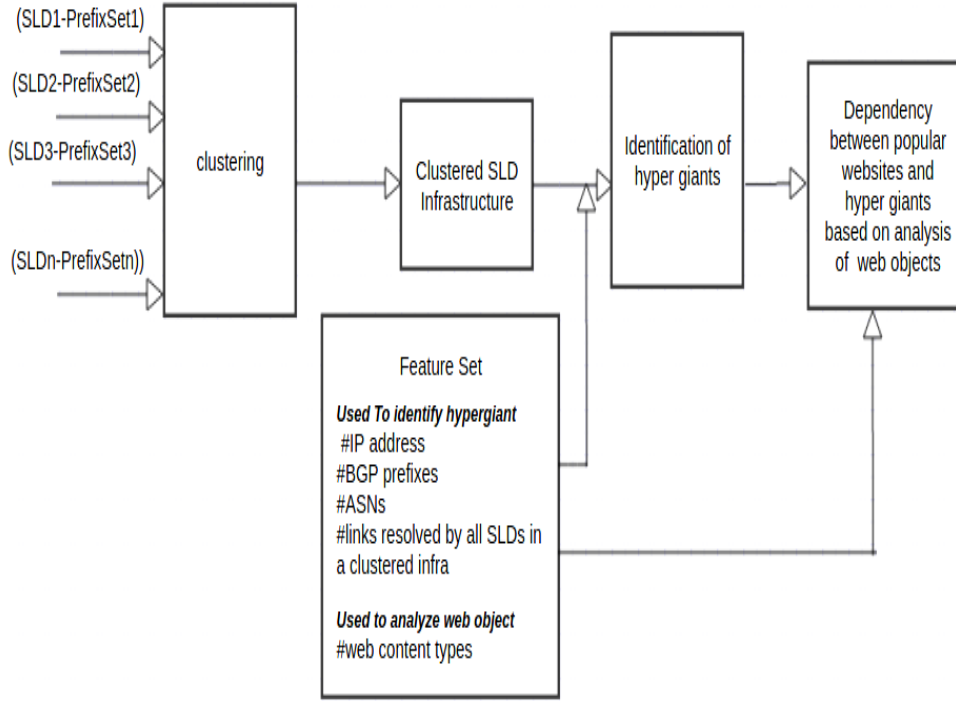 (SLD1-PrefixSet1)
(SLD2-PrefixSet2)
(SLD3-PrefixSet3)
(SLDn-PrefixSetn))
clustering
Clustered SLD
Infrastructure
Identification of
hyper giants
Dependency
between popular
websites and
hyper giants
based on analysis
of web objects
Feature Set
Used To identify hypergiant
#IP address
#BGP prefixes
#ASNs
#links resolved by all SLDs in
a clustered infra
Used to analyze web object
#web content types